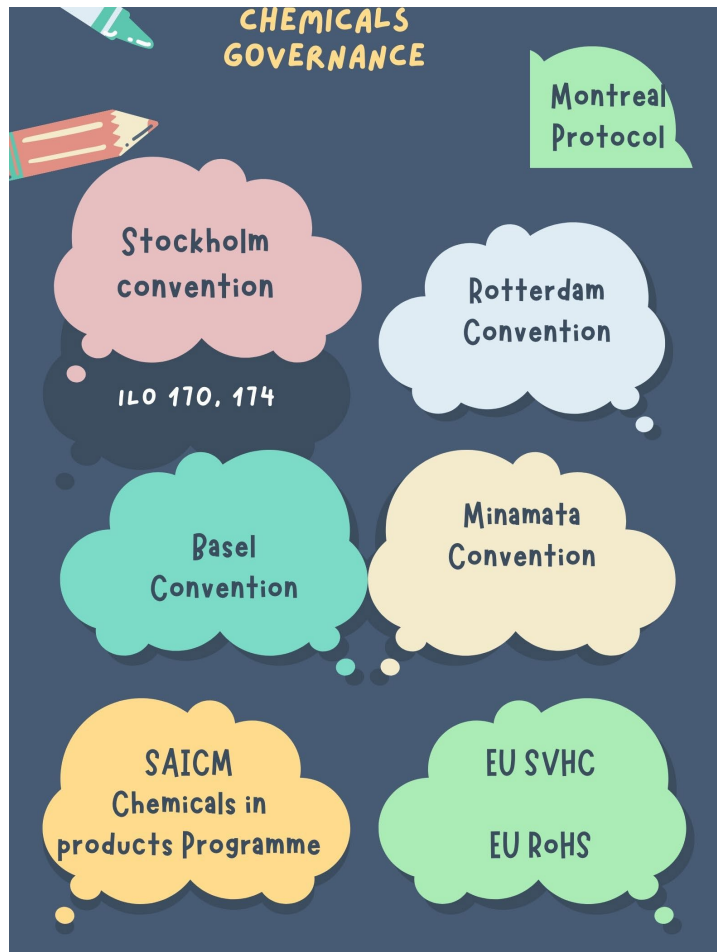 CHEMICALS
GOVERNANCE
Montreal
Protocol
Stockholm
convention
Rotterdam
Convention
ILO 170, 174
Basel
Convention
Minamata
Convention
SAICM
Chemicals in
products Programme
EU SVHC
EU RoHS